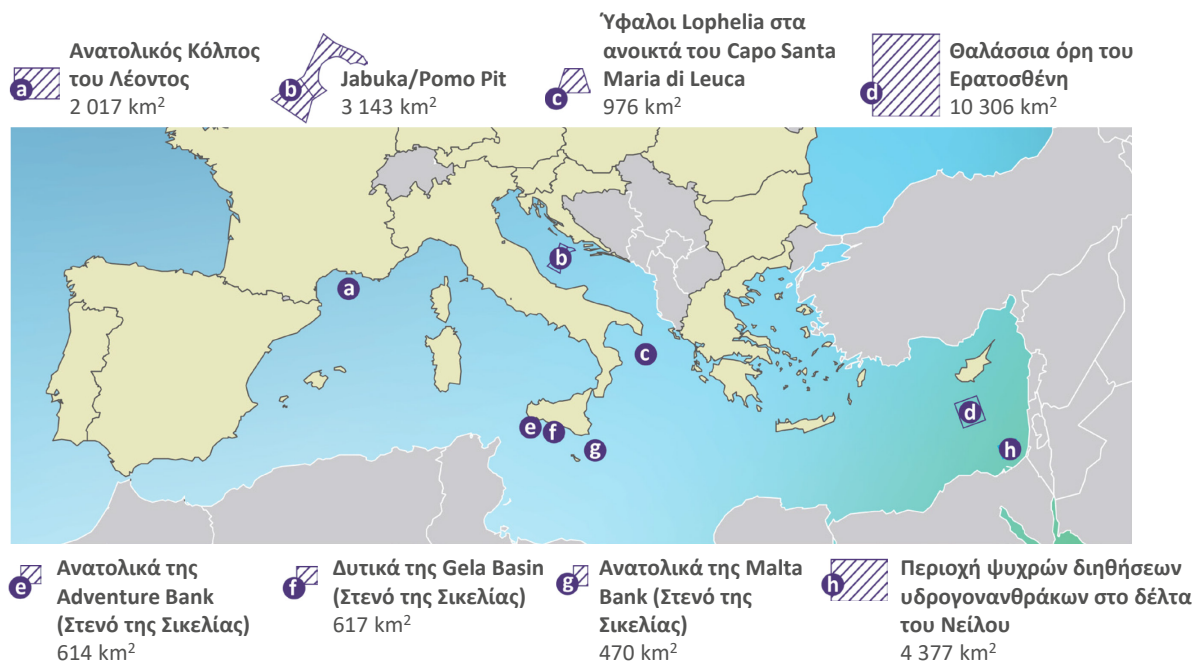 a
Ανατολικός Κόλπος
του Λέοντος
2 017 km²
b
Jabuka/Pomo Pit
3 143 km²
c
Ύφαλοι Lophelia στα
ανοικτά του Capo Santa
Maria di Leuca
976 km²
d
Θαλάσσια όρη του
Ερατοσθένη
10 306 km²
b
a
c
d
e
f
g
h
e
Ανατολικά της
Adventure Bank
(Στενό της Σικελίας)
614 km²
f
Δυτικά της Gela Basin
(Στενό της Σικελίας)
617 km²
g
Ανατολικά της Malta
Bank (Στενό της
Σικελίας)
470 km²
h
Περιοχή ψυχρών διηθήσεων
υδρογονανθράκων στο δέλτα
του Νείλου
4 377 km²